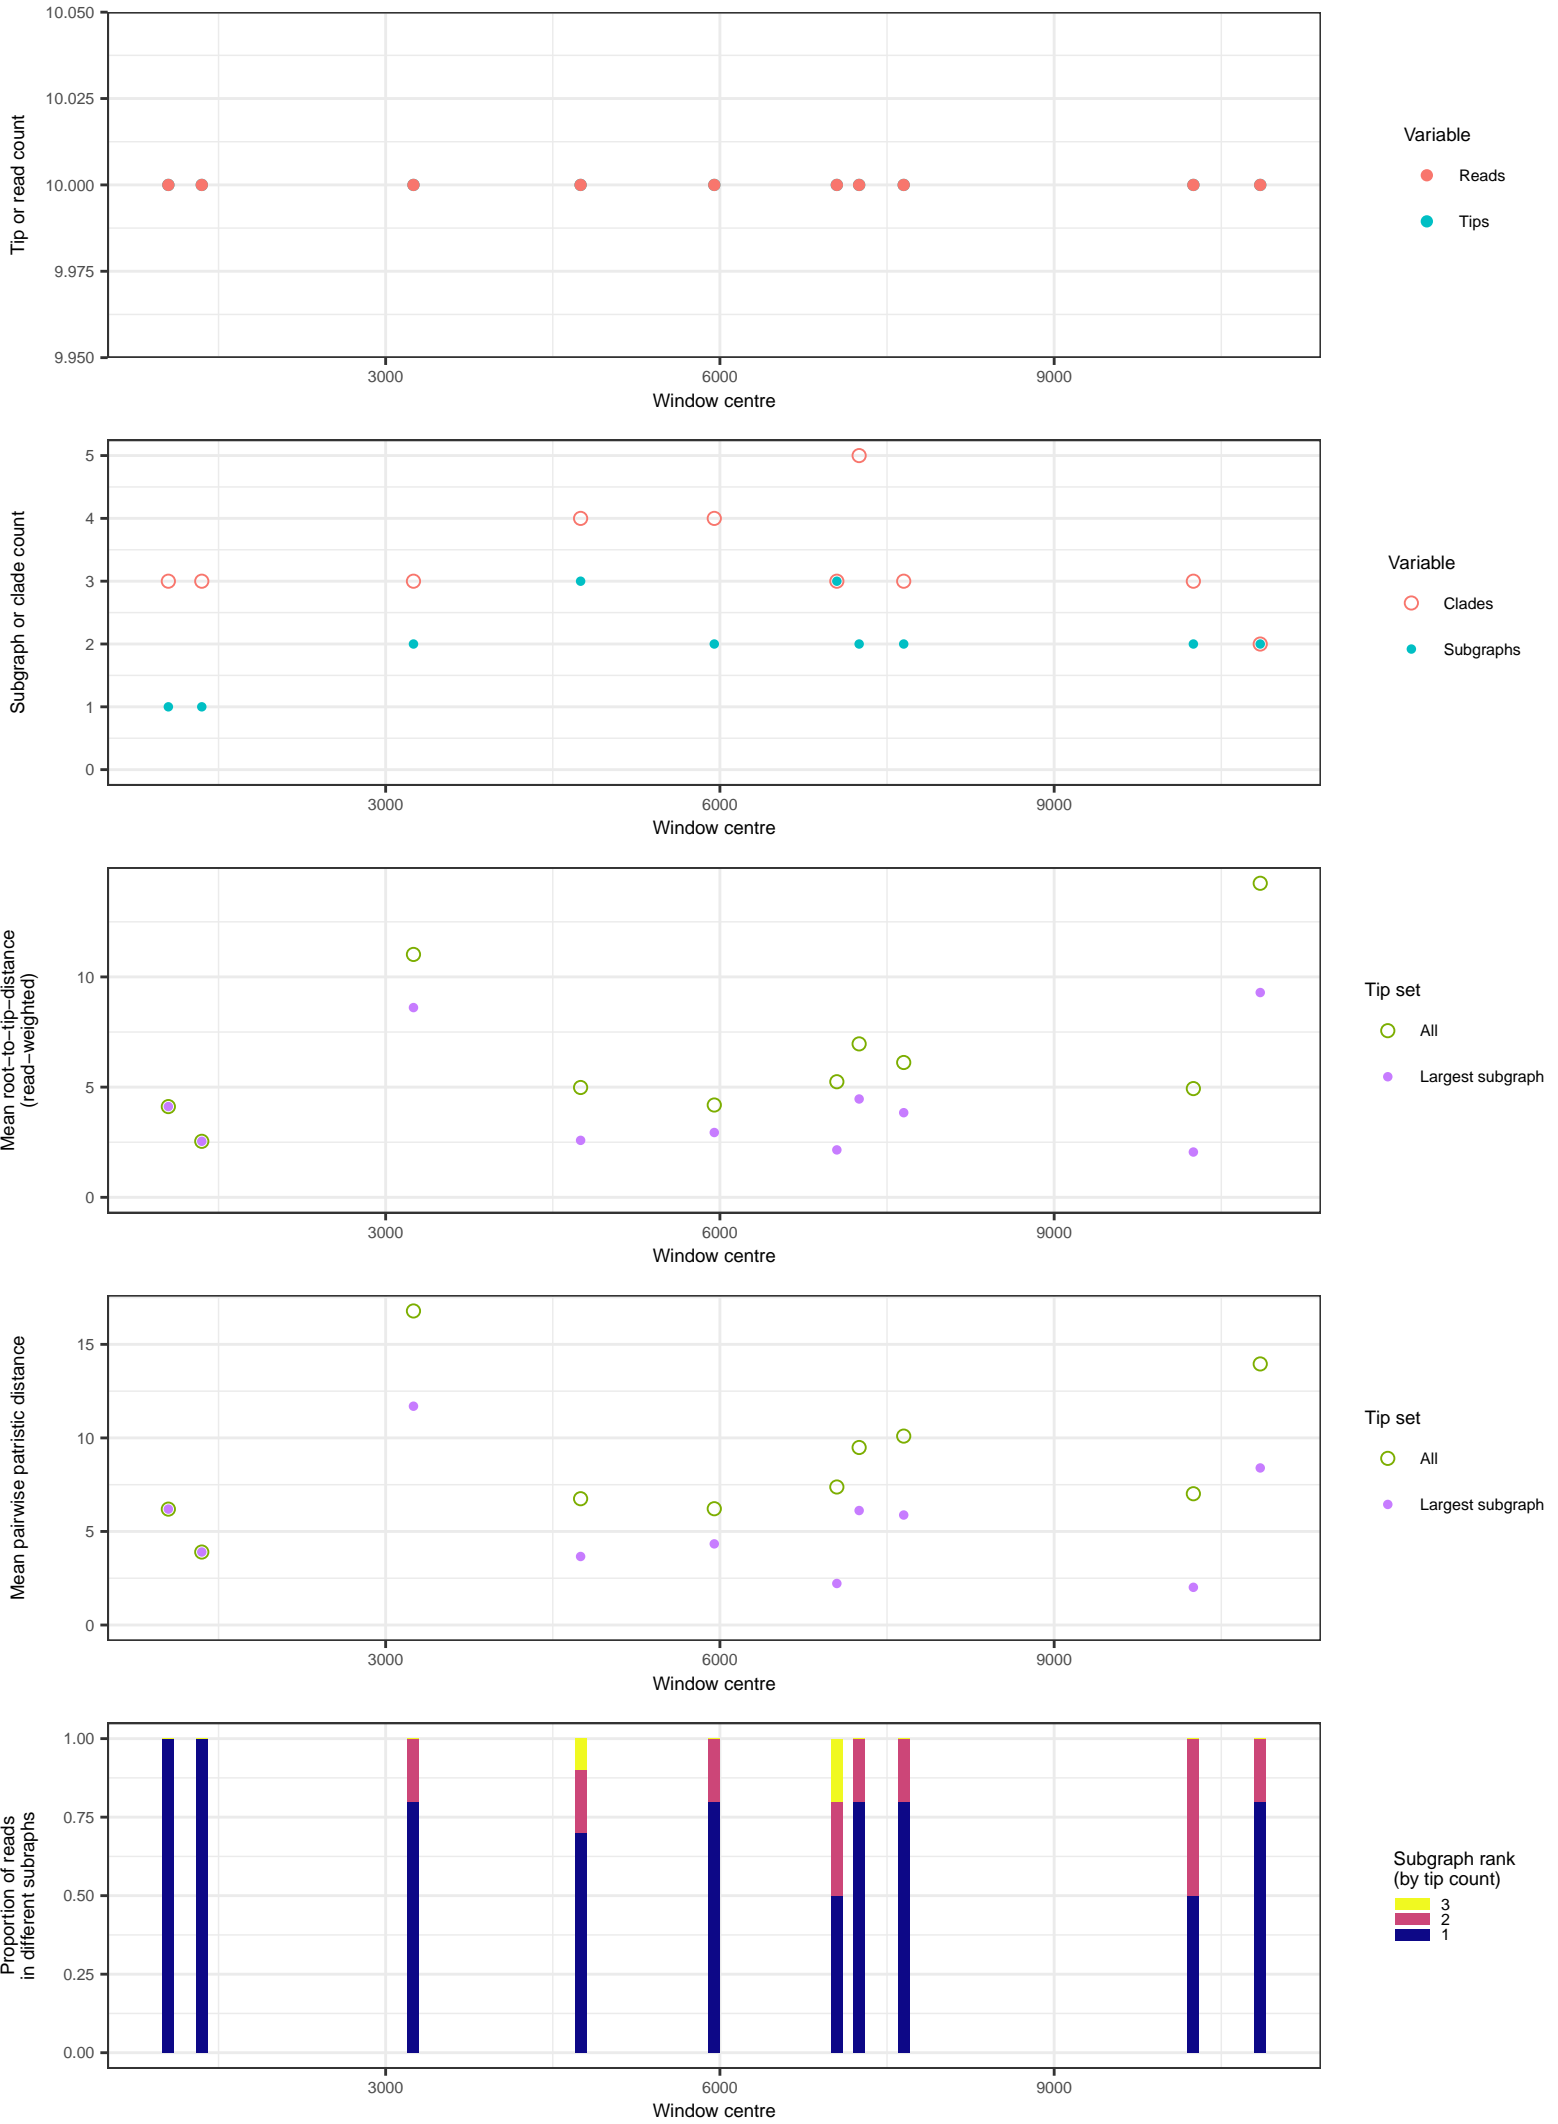 10.050
10.025
10.000
9.975
9.950
Tip or read count
3000 6000 9000
Window centre
Variable
Reads
Tips
5
4
3
2
1
0
Subgraph or clade count
3000 6000 9000
Window centre
Variable
Clades
Subgraphs
10
5
0
Mean root−to−tip−distance
(read−weighted)
3000 6000 9000
Window centre
Tip set
All
Largest subgraph
15
10
5
0
Mean pairwise patristic distance
3000 6000 9000
Window centre
Tip set
All
Largest subgraph
1.00
0.75
0.50
0.25
0.00
Proportion of reads
in different subraphs
3000 6000 9000
Window centre
Subgraph rank
(by tip count)
3
2
1